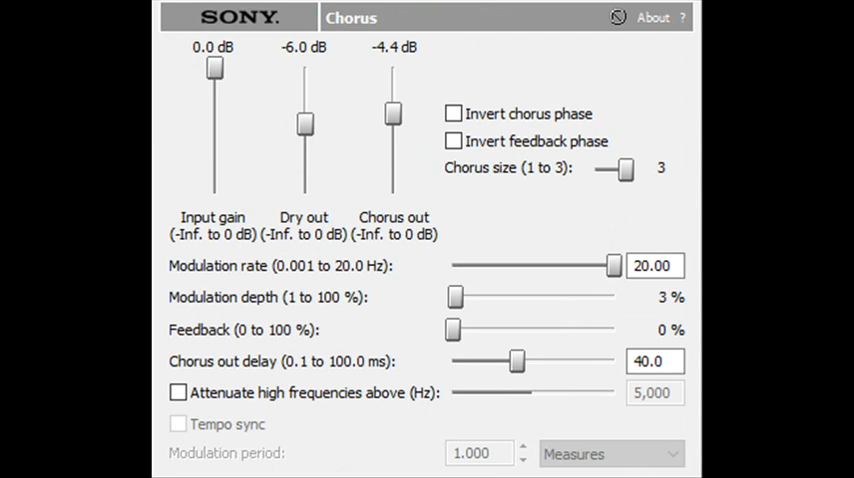 SONY. Chorus About ?
0.0 dB -6.0 dB -4.4 dB
Invert chorus phase
Invert feedback phase
Chorus size (1 to 3): 3
Input gain Dry out Chorus out
(-Inf. to 0 dB) (-Inf. to 0 dB) (-Inf. to 0 dB)
Modulation rate (0.001 to 20.0 Hz): 20.00
Modulation depth (1 to 100 %): 3 %
Feedback (0 to 100 %): 0 %
Chorus out delay (0.1 to 100.0 ms): 40.0
Attenuate high frequencies above (Hz): 5,000
Tempo sync
Modulation period: 1.000 Measures